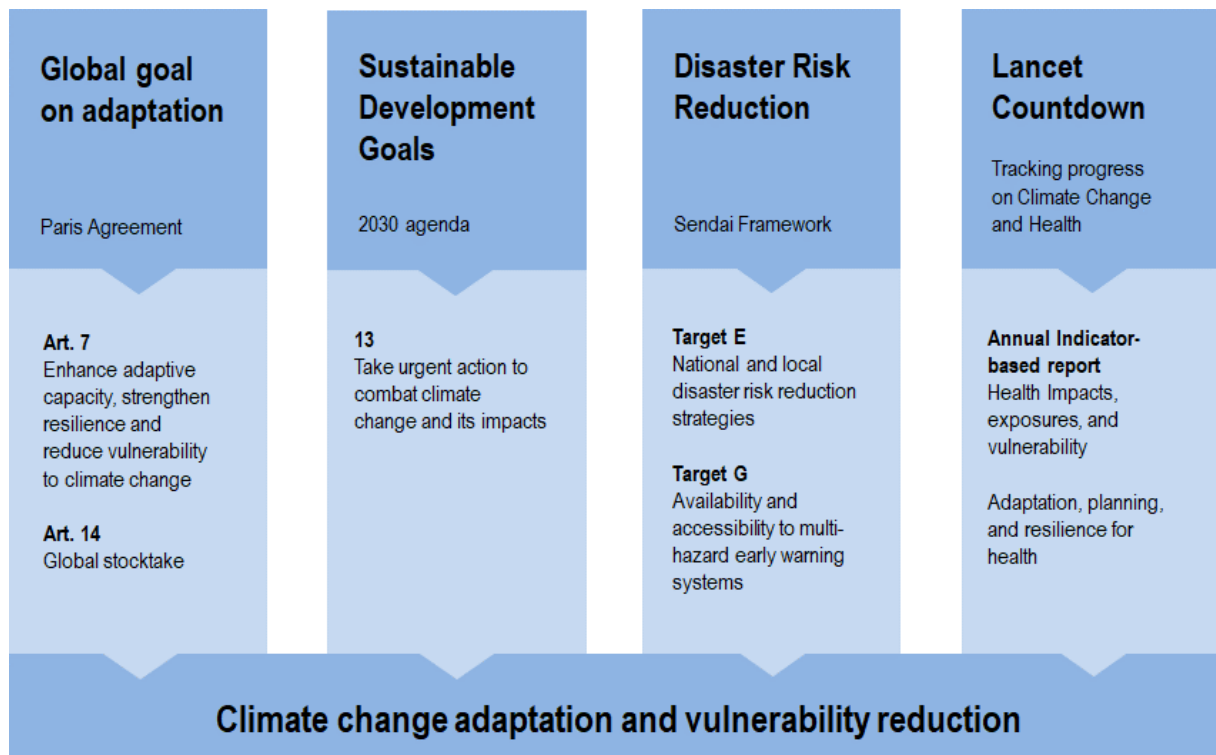 Global goal
on adaptation
Paris Agreement
Art. 7
Enhance adaptive
capacity, strengthen
resilience and
reduce vulnerability
to climate change
Art. 14
Global stocktake
Sustainable
Development
Goals
2030 agenda
13
Take urgent action to
combat climate
change and its impacts
Disaster Risk
Reduction
Sendai Framework
Target E
National and local
disaster risk reduction
strategies
Target G
Availability and
accessibility to multi-
hazard early warning
systems
Lancet
Countdown
Tracking progress
on Climate Change
and Health
Annual Indicator-
based report
Health Impacts,
exposures, and
vulnerability
Adaptation, planning,
and resilience for
health
Climate change adaptation and vulnerability reduction